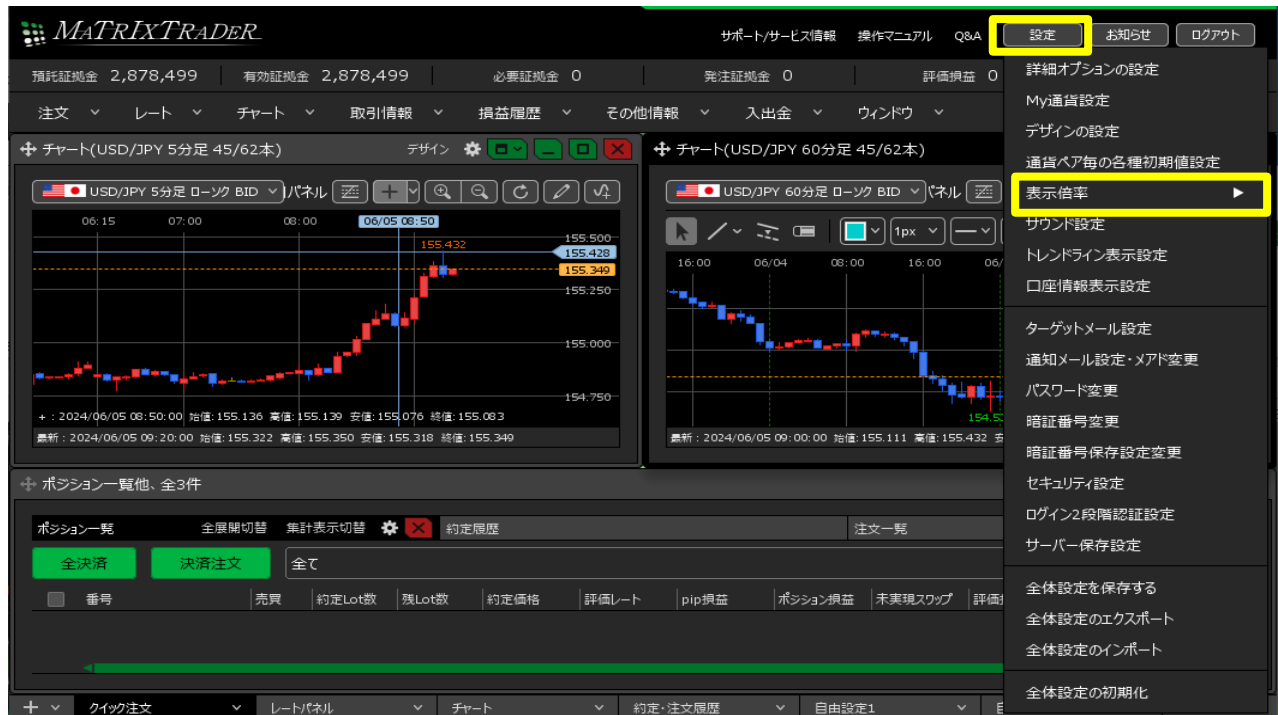 MATRIXTRADER
サポート/サービス情報 操作マニュアル Q&A 設定 お知らせ ログアウト
預託証拠金 2,878,499 有効証拠金 2,878,499 必要証拠金 0 発注証拠金 0 評価損益 0
注文 レート チャート 取引情報 損益履歴 その他情報 入出金 ウィンドウ
チャート(USD/JPY 5分足 45/62本) デザイン
USD/JPY 5分足 ローソク BID パネル
06:15 07:00 08:00 06/05 08:50
155.432
155.500
155.428
155.349
155.250
155.000
154.750
+ : 2024/06/05 08:50:00 始値:155.136 高値:155.139 安値:155.076 終値:155.083
最新 : 2024/06/05 09:20:00 始値:155.322 高値:155.350 安値:155.318 終値:155.349
チャート(USD/JPY 60分足 45/62本)
USD/JPY 60分足 ローソク BID パネル
1px
16:00 06/04 08:00 16:00 06/
最新 : 2024/06/05 09:00:00 始値:155.111 高値:155.432
詳細オプションの設定
My通貨設定
デザインの設定
通貨ペア毎の各種初期値設定
表示倍率
サウンド設定
トレンドライン表示設定
口座情報表示設定
ターゲットメール設定
通知メール設定・メアド変更
パスワード変更
暗証番号変更
暗証番号保存設定変更
セキュリティ設定
ログイン2段階認証設定
サーバー保存設定
全体設定を保存する
全体設定のエクスポート
全体設定のインポート
全体設定の初期化
ポジション一覧他、全3件
ポジション一覧 全展開切替 集計表示切替 約定履歴 注文一覧
全決済 決済注文 全て
番号 売買 約定Lot数 残Lot数 約定価格 評価レート pip損益 ポジション損益 未実現スワップ 評価
クイック注文 レートパネル チャート 約定・注文履歴 自由設定1